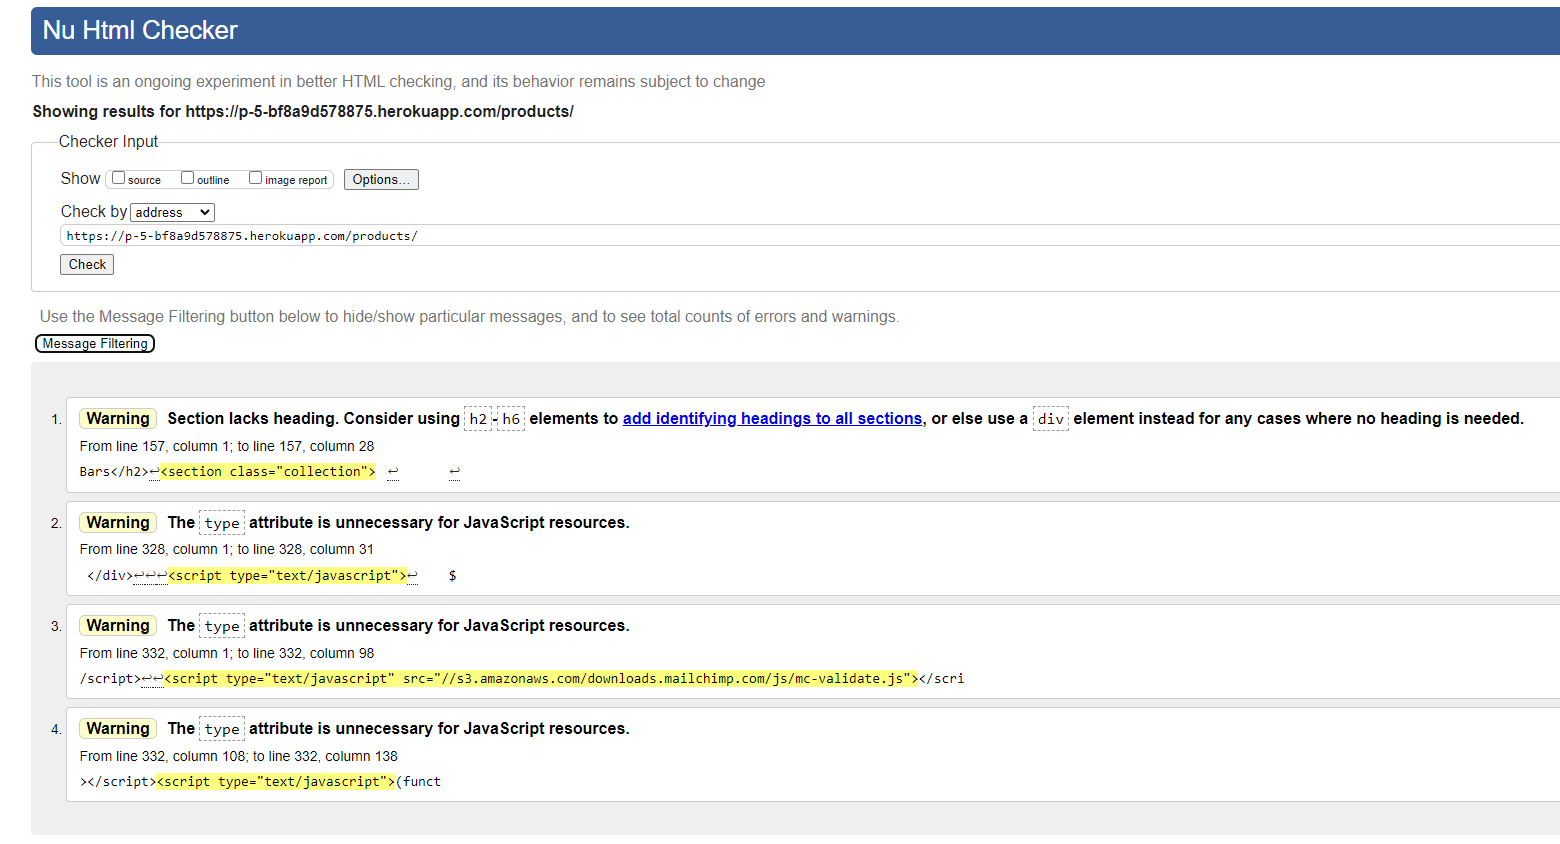 Nu Html Checker
This tool is an ongoing experiment in better HTML checking, and its behavior remains subject to change
Showing results for https://p-5-bf8a9d578875.herokuapp.com/products/
Checker Input
Show source outline image report Options...
Check by address
https://p-5-bf8a9d578875.herokuapp.com/products/
Check
Use the Message Filtering button below to hide/show particular messages, and to see total counts of errors and warnings.
Message Filtering
1. Warning Section lacks heading. Consider using h2-h6 elements to add identifying headings to all sections, or else use a div element instead for any cases where no heading is needed.
From line 157, column 1; to line 157, column 28
Bars</h2>↩<section class="collection"> ↩ ↩
2. Warning The type attribute is unnecessary for JavaScript resources.
From line 328, column 1; to line 328, column 31
</div>↩↩↩<script type="text/javascript">↩ $
3. Warning The type attribute is unnecessary for JavaScript resources.
From line 332, column 1; to line 332, column 98
/script>↩↩<script type="text/javascript" src="//s3.amazonaws.com/downloads.mailchimp.com/js/mc-validate.js"></scri
4. Warning The type attribute is unnecessary for JavaScript resources.
From line 332, column 108; to line 332, column 138
></script><script type="text/javascript">(funct